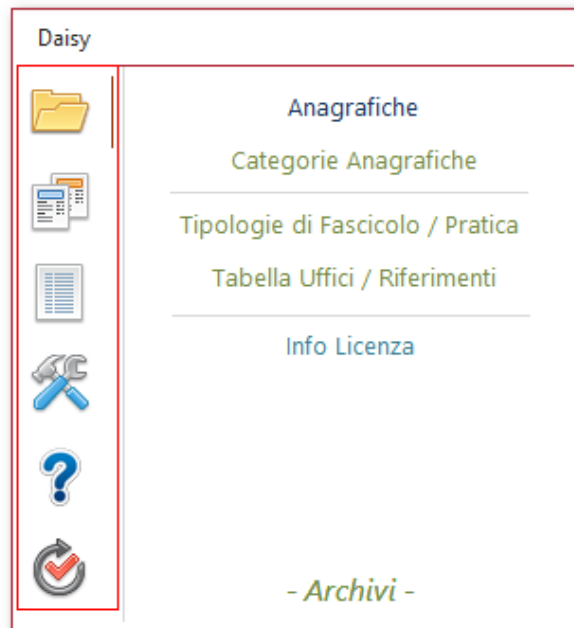 Daisy
Anagrafiche
Categorie Anagrafiche
Tipologie di Fascicolo / Pratica
Tabella Uffici / Riferimenti
Info Licenza
- Archivi -